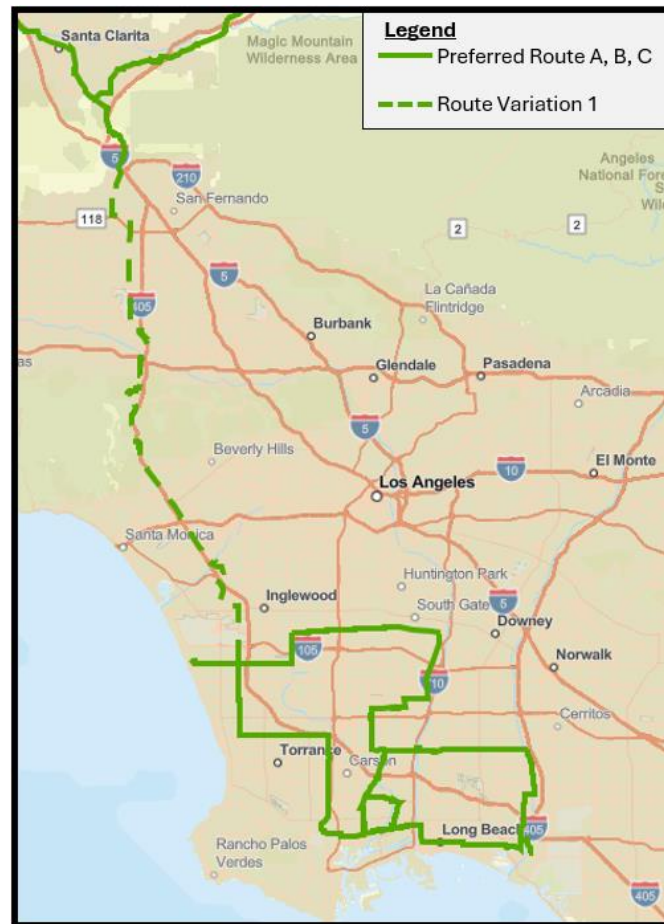 Legend
Preferred Route A, B, C
Route Variation 1
Santa Clarita
Magic Mountain
Wilderness Area
5
210
San Fernando
118
Angeles
National Fore
S
Wilde
2
2
5
405
La Cañada
Flintridge
Burbank
Glendale
Pasadena
as
Arcadia
5
Beverly Hills
10
El Monte
Los Angeles
Santa Monica
Huntington Park
Inglewood
South Gate
5
Downey
105
Norwalk
710
Cerritos
Torrance
Carson
Long Beach
405
Rancho Palos
Verdes
405